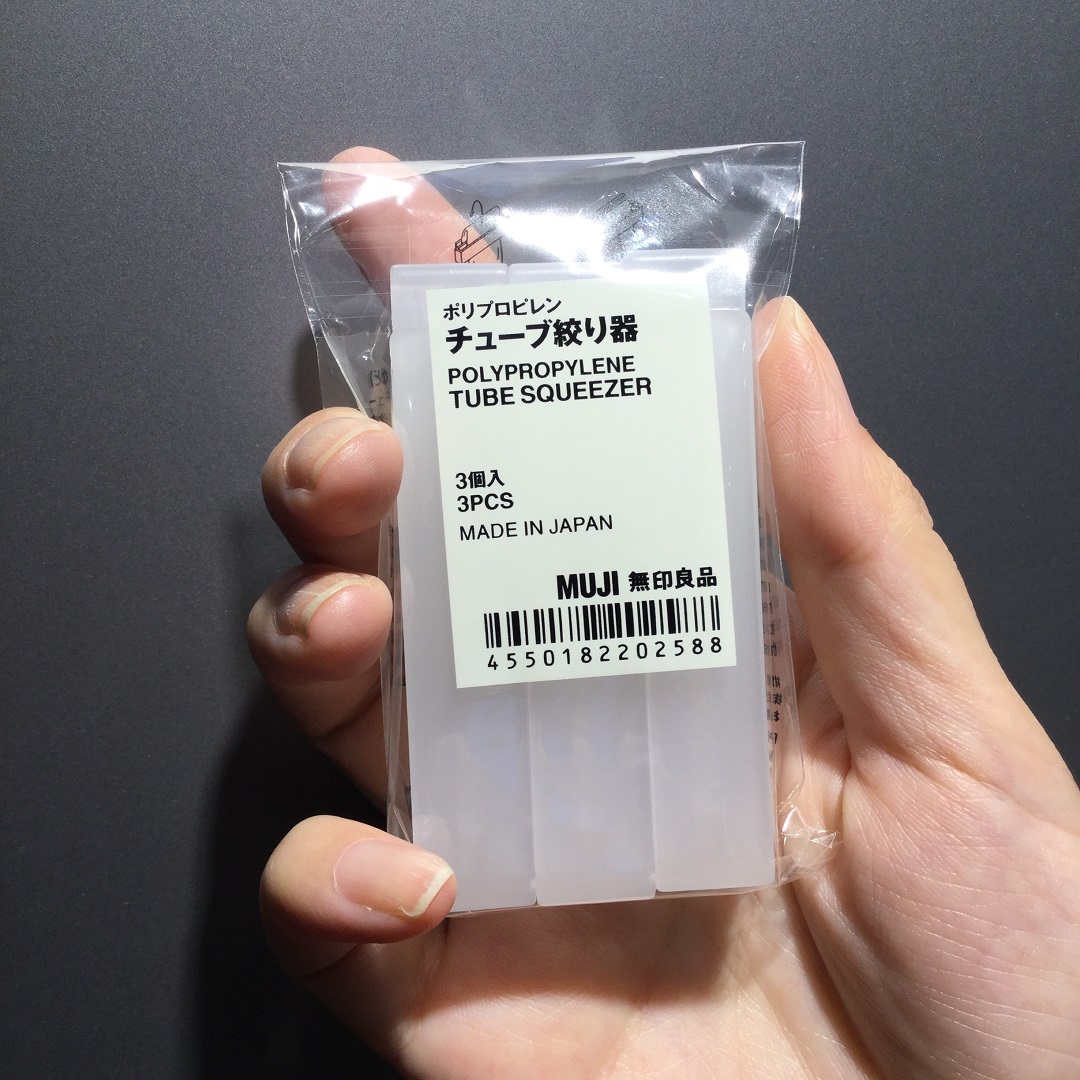 ポリプロピレン
チューブ絞り器
POLYPROPYLENE
TUBE SQUEEZER
3個入
3PCS
MADE IN JAPAN
MUJI 無印良品
4550182202588